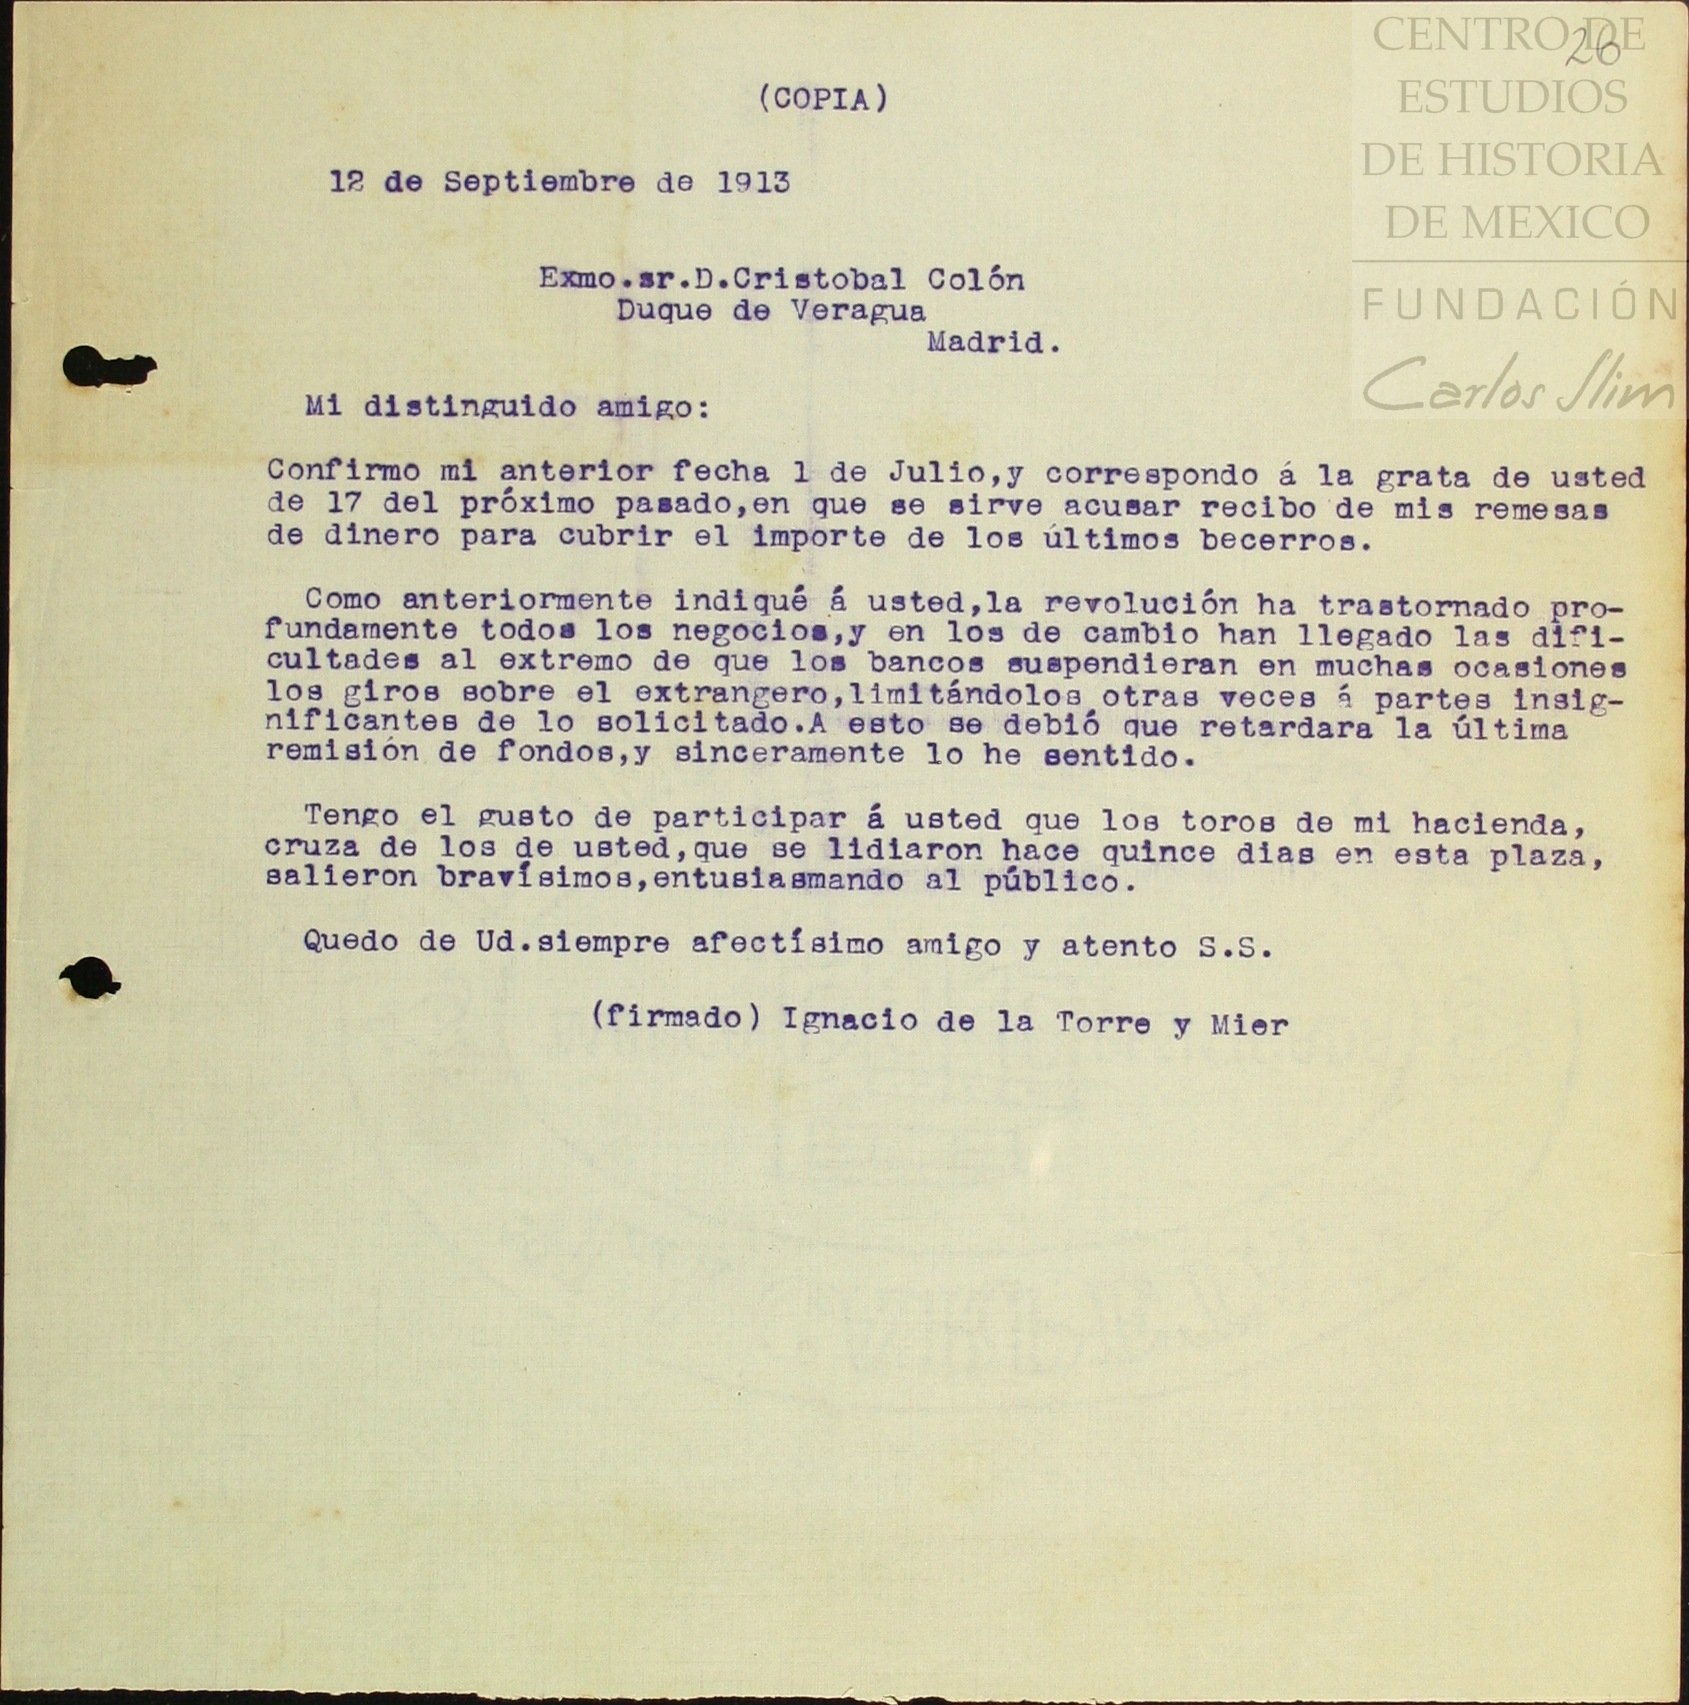 CENTRO DE
26
ESTUDIOS
DE HISTORIA
DE MEXICO
FUNDACIÓN
Carlos Slim
(COPIA)
12 de Septiembre de 1913
Exmo.sr.D.Cristobal Colón
Duque de Veragua
Madrid.
Mi distinguido amigo:
Confirmo mi anterior fecha 1 de Julio,y correspondo á la grata de usted
de 17 del próximo pasado,en que se sirve acusar recibo de mis remesas
de dinero para cubrir el importe de los últimos becerros.
Como anteriormente indiqué á usted,la revolución ha trastornado pro-
fundamente todos los negocios,y en los de cambio han llegado las difi-
cultades al extremo de que los bancos suspendieran en muchas ocasiones
los giros sobre el extrangero,limitándolos otras veces á partes insig-
nificantes de lo solicitado.A esto se debió que retardara la última
remisión de fondos,y sinceramente lo he sentido.
Tengo el gusto de participar á usted que los toros de mi hacienda,
cruza de los de usted,que se lidiaron hace quince dias en esta plaza,
salieron bravísimos,entusiasmando al público.
Quedo de Ud.siempre afectísimo amigo y atento S.S.
(firmado) Ignacio de la Torre y Mier